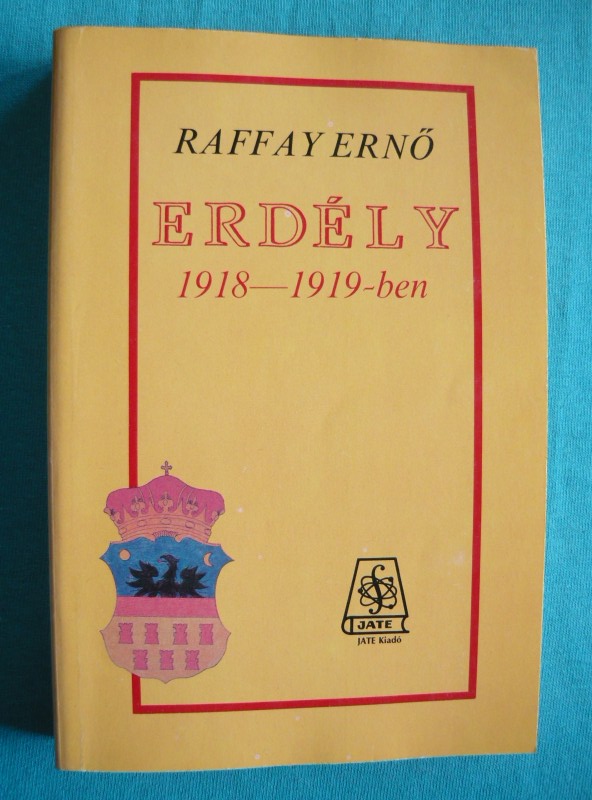 RAFFAY ERNŐ
ERDÉLY
1918—1919-ben
JATE
JATE Kiadó